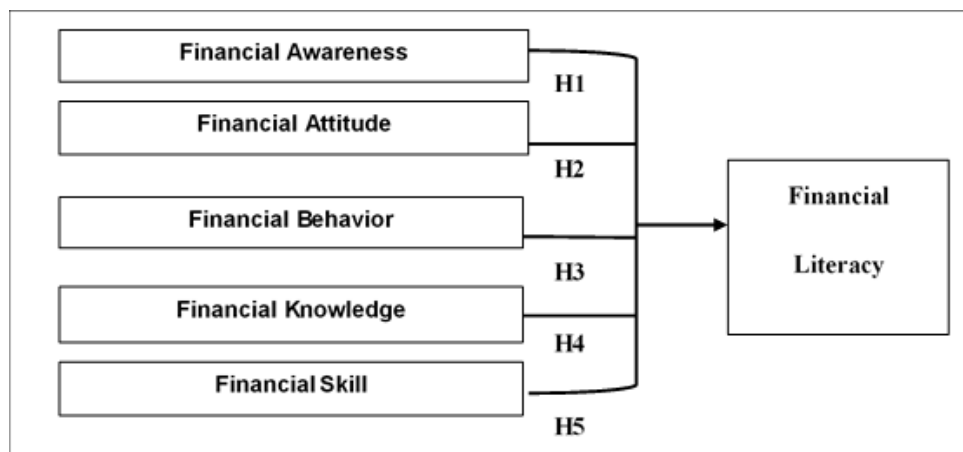 Financial Awareness
H1
Financial Attitude
H2
Financial Behavior
H3
Financial Knowledge
H4
Financial Skill
H5
Financial
Literacy